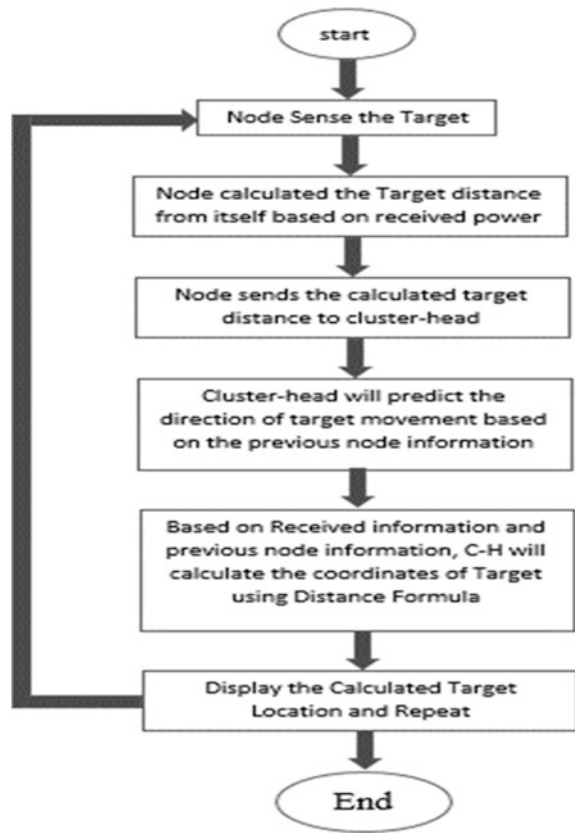 start
Node Sense the Target
Node calculated the Target distance
from itself based on received power
Node sends the calculated target
distance to cluster-head
Cluster-head will predict the
direction of target movement based
on the previous node information
Based on Received information and
previous node information, C-H will
calculate the coordinates of Target
using Distance Formula
Display the Calculated Target
Location and Repeat
End